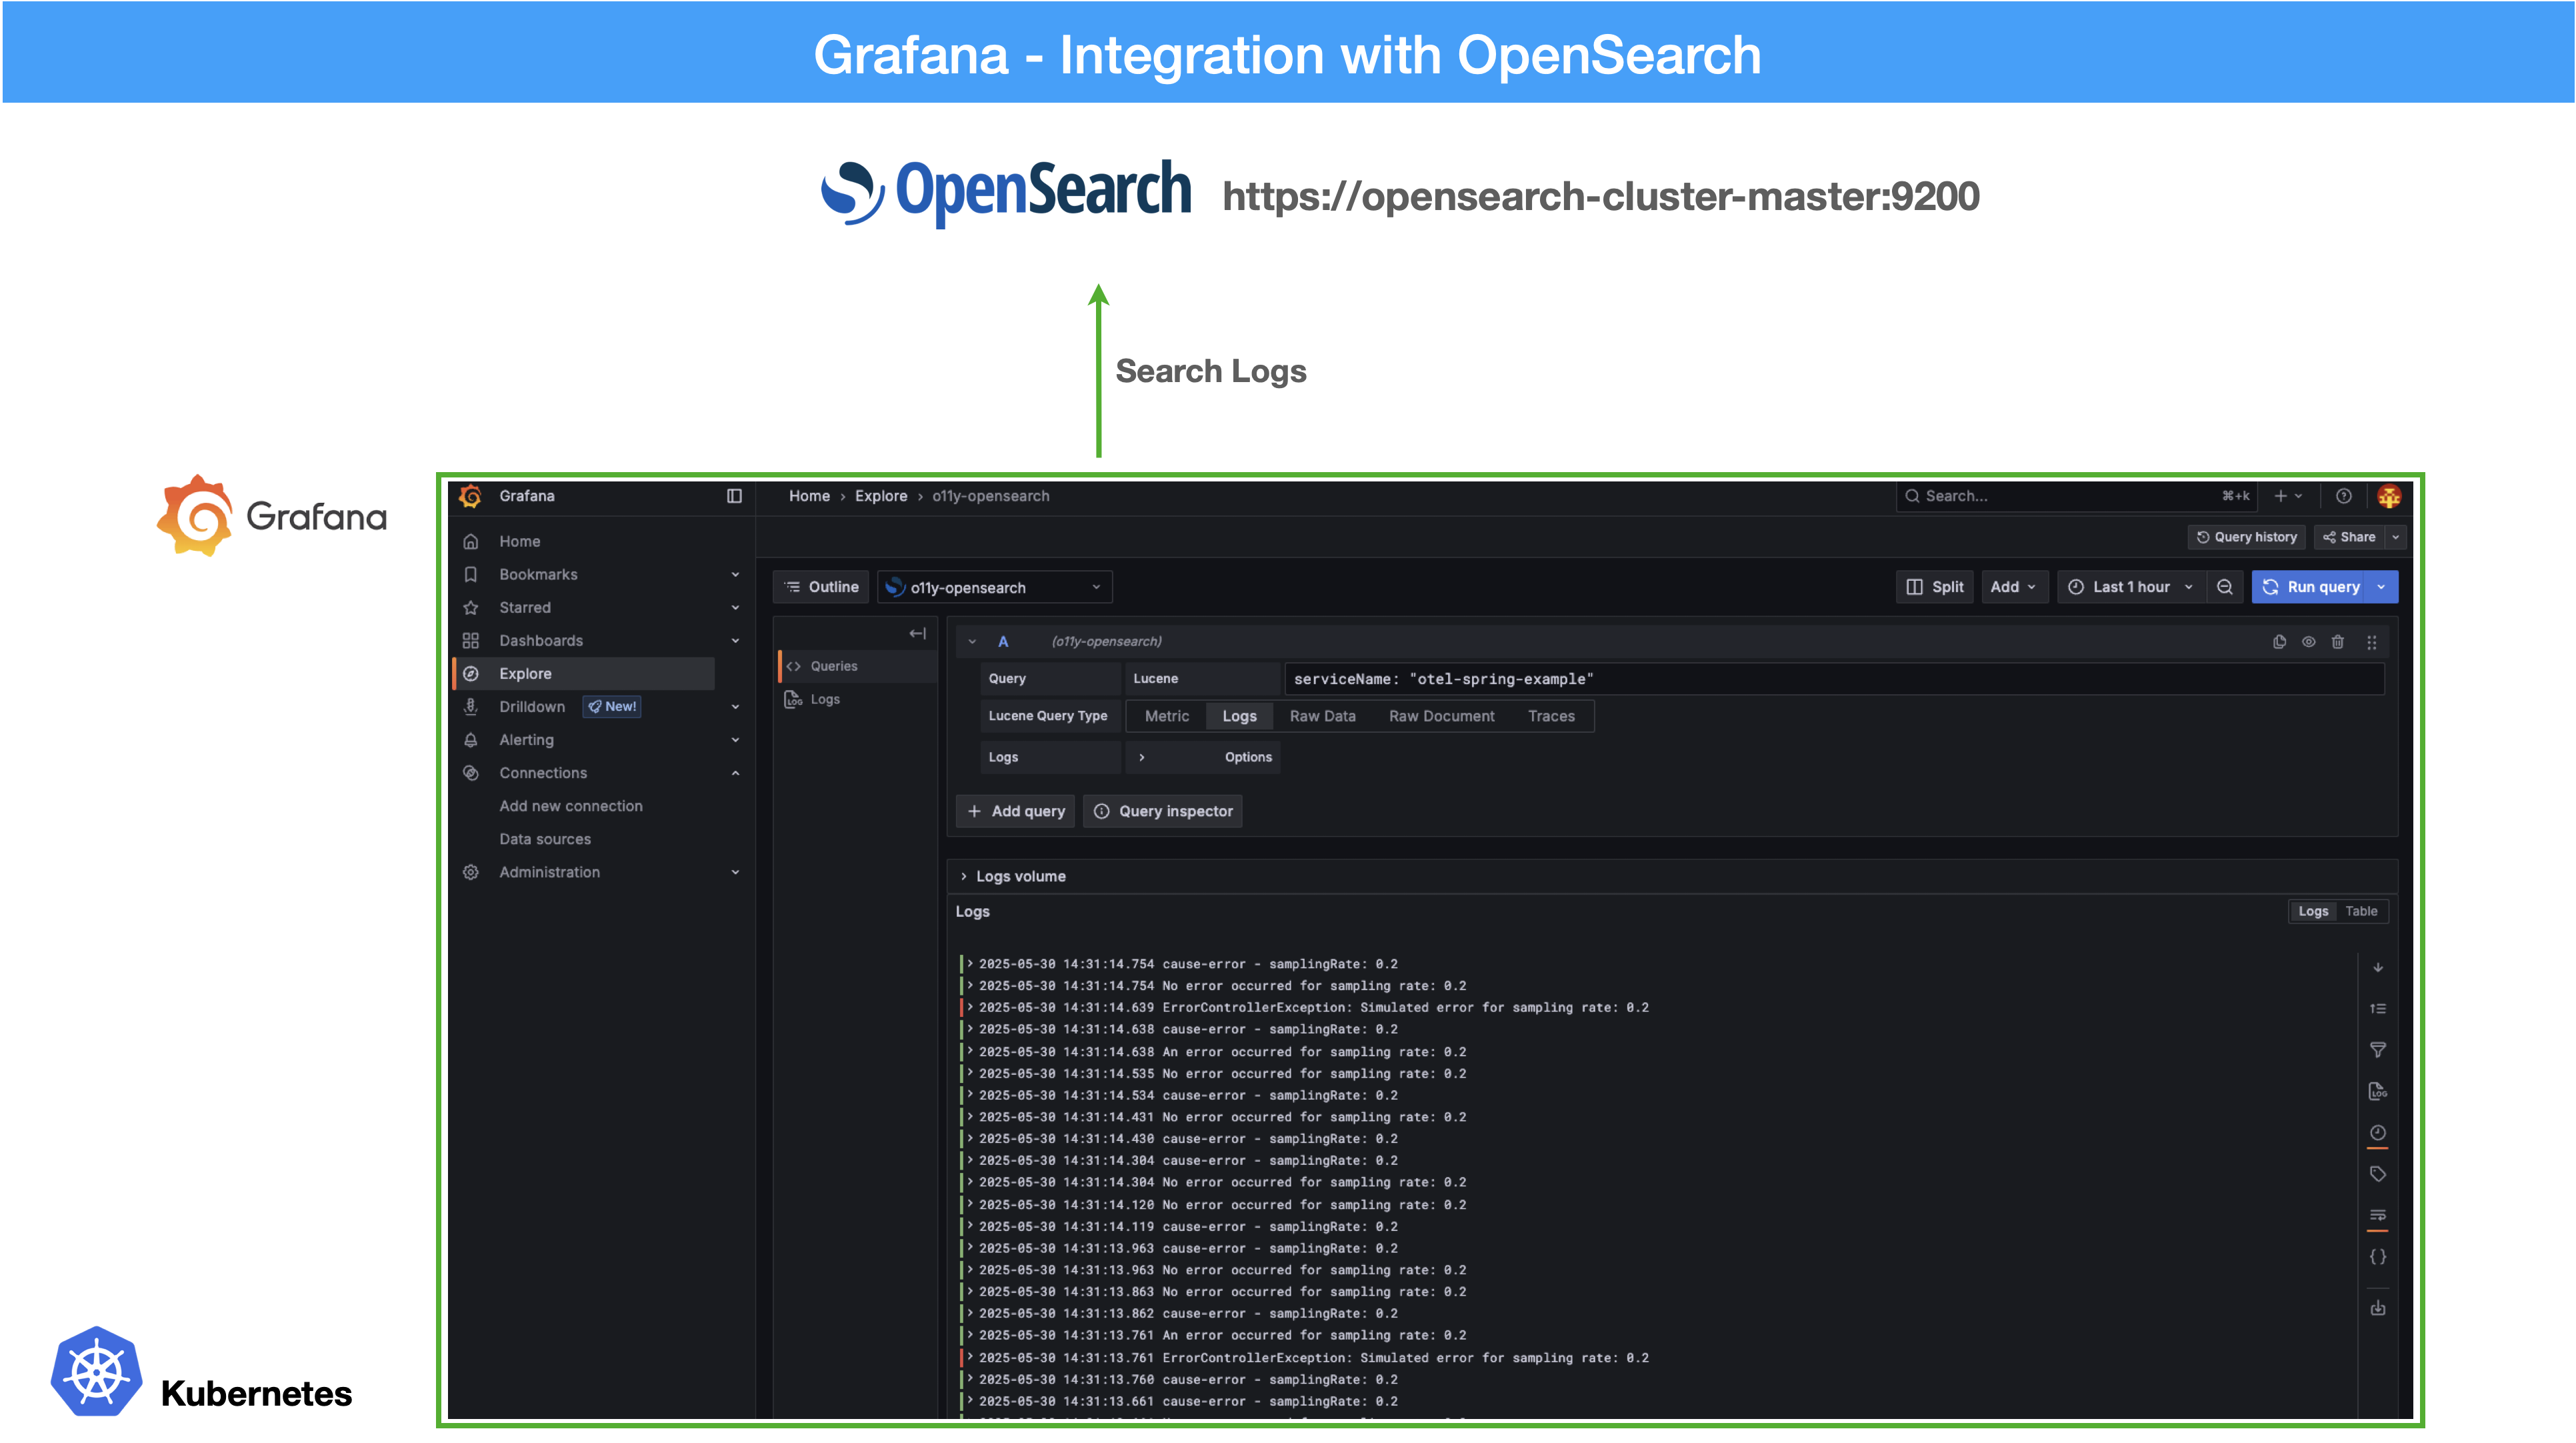 Grafana - Integration with OpenSearch
OpenSearch https://opensearch-cluster-master:9200
Search Logs
Grafana
Grafana
Home › Explore › o11y-opensearch
Search... ⌘+k
Query history Share
Home
Bookmarks
Starred
Dashboards
Explore
Drilldown New!
Alerting
Connections
Add new connection
Data sources
Administration
Outline o11y-opensearch Split Add Last 1 hour Run query
Queries
Logs
A (o11y-opensearch)
Query Lucene serviceName: "otel-spring-example"
Lucene Query Type Metric Logs Raw Data Raw Document Traces
Logs Options
+ Add query Query inspector
Logs volume
Logs Logs Table
2025-05-30 14:31:14.754 cause-error - samplingRate: 0.2
2025-05-30 14:31:14.754 No error occurred for sampling rate: 0.2
2025-05-30 14:31:14.639 ErrorControllerException: Simulated error for sampling rate: 0.2
2025-05-30 14:31:14.638 cause-error - samplingRate: 0.2
2025-05-30 14:31:14.638 An error occurred for sampling rate: 0.2
2025-05-30 14:31:14.535 No error occurred for sampling rate: 0.2
2025-05-30 14:31:14.534 cause-error - samplingRate: 0.2
2025-05-30 14:31:14.431 No error occurred for sampling rate: 0.2
2025-05-30 14:31:14.430 cause-error - samplingRate: 0.2
2025-05-30 14:31:14.304 cause-error - samplingRate: 0.2
2025-05-30 14:31:14.304 No error occurred for sampling rate: 0.2
2025-05-30 14:31:14.120 No error occurred for sampling rate: 0.2
2025-05-30 14:31:14.119 cause-error - samplingRate: 0.2
2025-05-30 14:31:13.963 cause-error - samplingRate: 0.2
2025-05-30 14:31:13.963 No error occurred for sampling rate: 0.2
2025-05-30 14:31:13.863 No error occurred for sampling rate: 0.2
2025-05-30 14:31:13.862 cause-error - samplingRate: 0.2
2025-05-30 14:31:13.761 An error occurred for sampling rate: 0.2
2025-05-30 14:31:13.761 ErrorControllerException: Simulated error for sampling rate: 0.2
2025-05-30 14:31:13.760 cause-error - samplingRate: 0.2
2025-05-30 14:31:13.661 cause-error - samplingRate: 0.2
LOG
LOG
Kubernetes